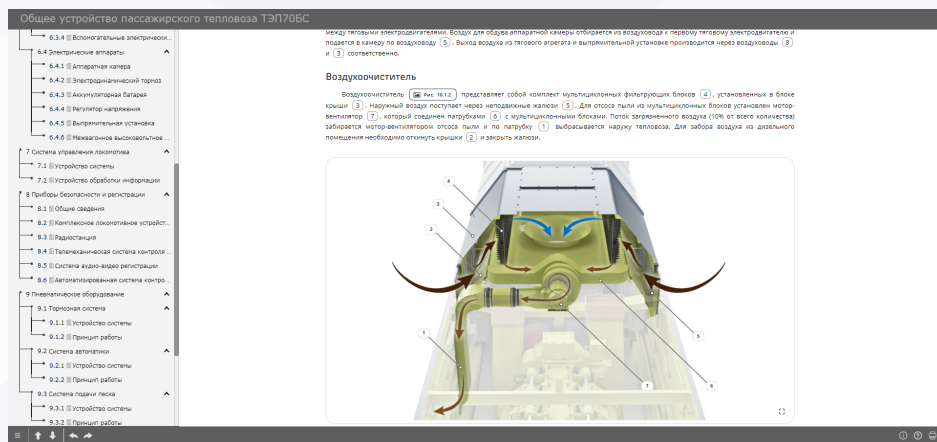 Общее устройство пассажирского тепловоза ТЭП70БС
6.3.4 Вспомогательные электрически...
6.4 Электрические аппараты
6.4.1 Аппаратная камера
6.4.2 Электродинамический тормоз
6.4.3 Аккумуляторная батарея
6.4.4 Регулятор напряжения
6.4.5 Выпрямительная установка
6.4.6 Межвагонное высоковольтное ...
7 Система управления локомотива
7.1 Устройство системы
7.2 Устройство обработки информации
8 Приборы безопасности и регистрации
8.1 Общие сведения
8.2 Комплексное локомотивное устройст...
8.3 Радиостанция
8.4 Телемеханическая система контроля ...
8.5 Система аудио-видео регистрации
8.6 Автоматизированная система контро...
9 Пневматическое оборудование
9.1 Тормозная система
9.1.1 Устройство системы
9.1.2 Принцип работы
9.2 Система автоматики
9.2.1 Устройство системы
9.2.2 Принцип работы
9.3 Система подачи песка
9.3.1 Устройство системы
9.3.2 Принцип работы
между тяговыми электродвигателями. Воздух для обдува аппаратной камеры отбирается из воздуховода к первому тяговому электродвигателю и
подается в камеру по воздуховоду 5 . Выход воздуха из тягового агрегата и выпрямительной установке производится через воздуховоды 8
и 3 соответственно.
Воздухоочиститель
Воздухоочиститель Рис. 10.1.2 представляет собой комплект мультициклонных фильтрующих блоков 4 , установленных в блоке
крыши 3 . Наружный воздух поступает через неподвижные жалюзи 5 . Для отсоса пыли из мультициклонных блоков установлен мотор-
вентилятор 7 , который соединен патрубками 6 с мультициклонными блоками. Поток загрязненного воздуха (10% от всего количества)
забирается мотор-вентилятором отсоса пыли и по патрубку 1 выбрасывается наружу тепловоза. Для забора воздуха из дизельного
помещения необходимо откинуть крышки 2 и закрыть жалюзи.
4
3
2
1
5
6
7